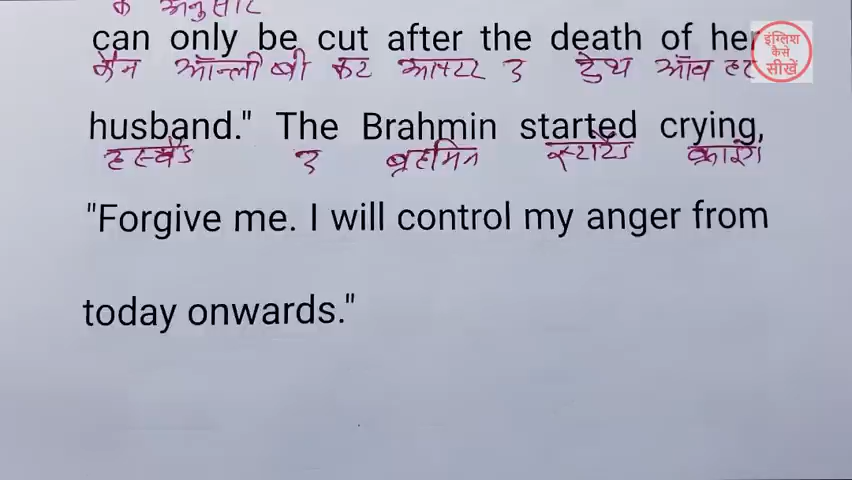 के अनुसार
can only be cut after the death of her
कैन ऑन्ली बी कट आफ्टर द डेथ ऑव हर
husband." The Brahmin started crying,
हस्बैंड द ब्रहमिन स्टार्टेड क्राइंग
"Forgive me. I will control my anger from
today onwards."
इंग्लिश
कैसे
सीखें